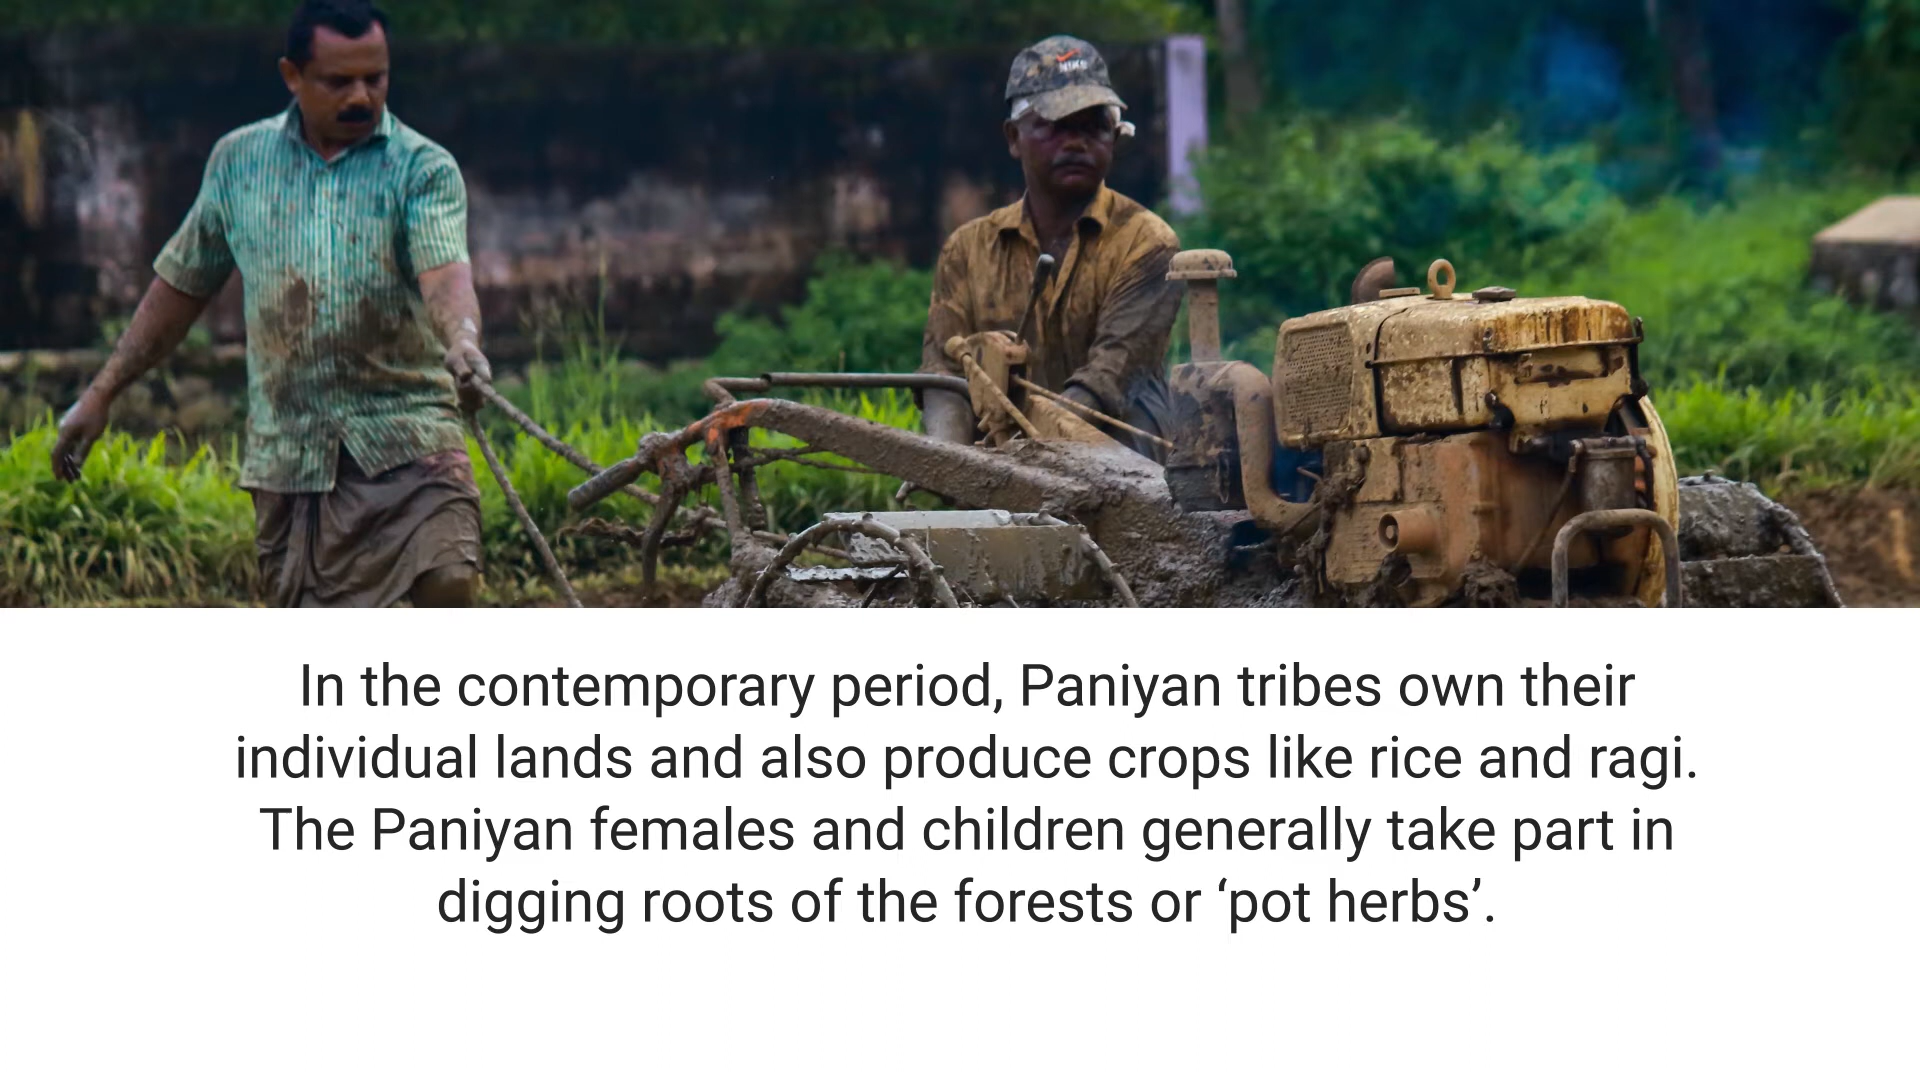 NIKE
In the contemporary period, Paniyan tribes own their
individual lands and also produce crops like rice and ragi.
The Paniyan females and children generally take part in
digging roots of the forests or ‘pot herbs’.